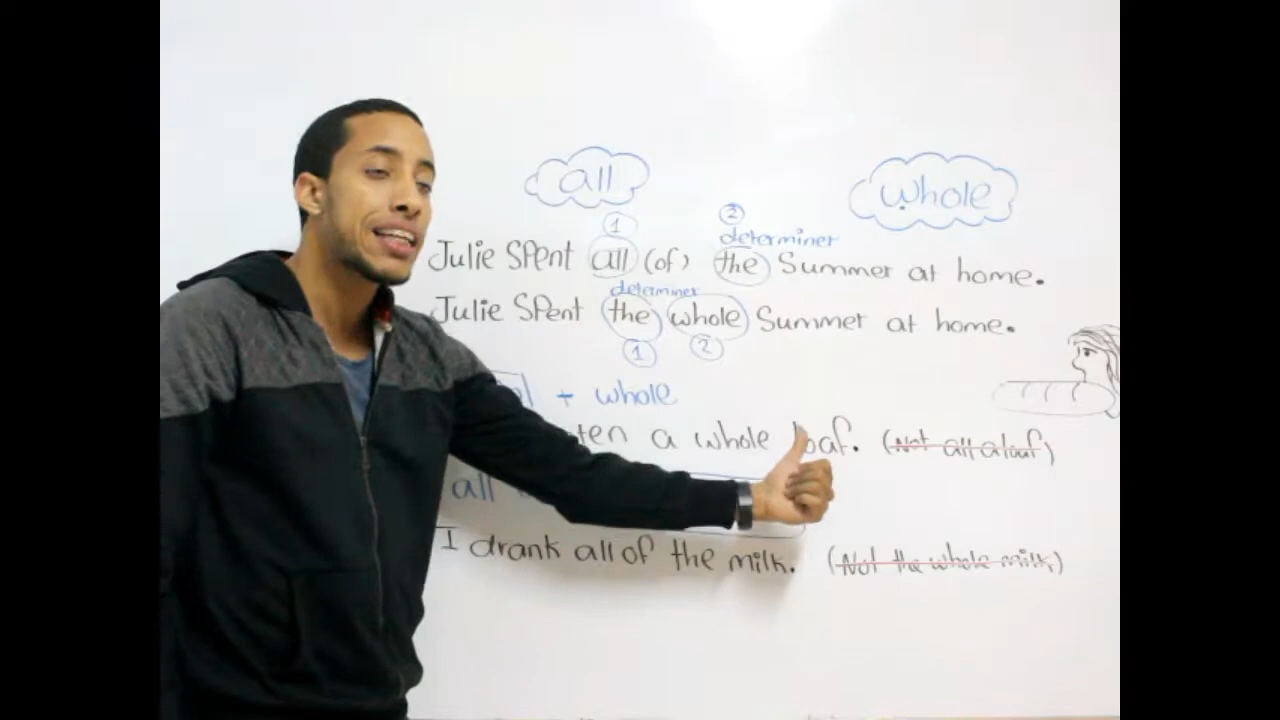 all whole
1 2
determiner
Julie Spent all (of) the Summer at home.
determiner
Julie Spent the whole Summer at home.
1 2
+ whole
a whole loaf. (Not all a loaf)
all
I drank all of the milk. (Not the whole milk)